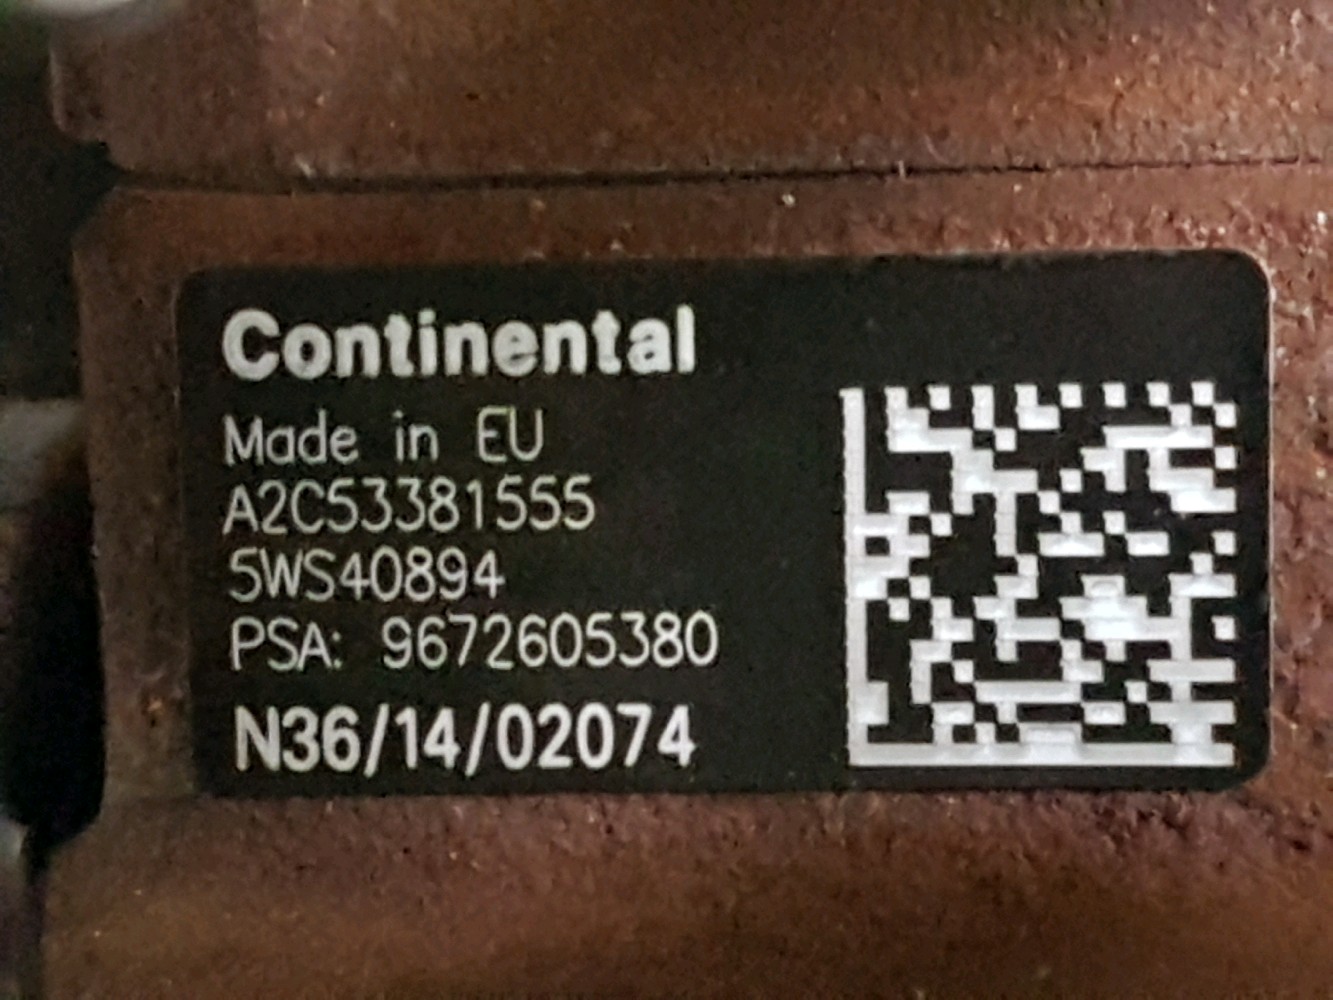 Continental
Made in EU
A2C53381555
5WS40894
PSA: 9672605380
N36/14/02074